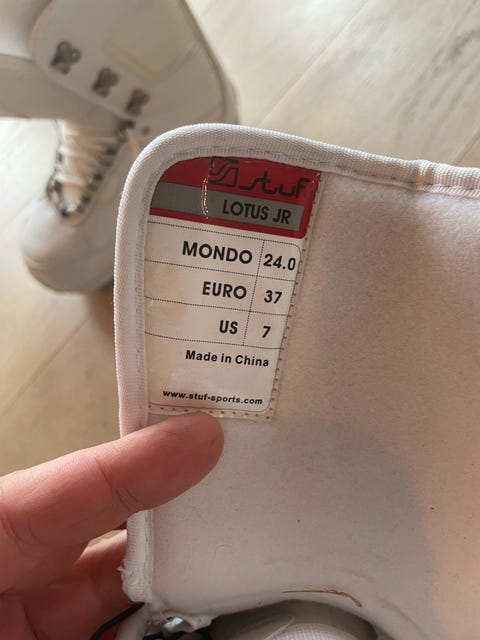 stuf
LOTUS JR
MONDO 24.0
EURO 37
US 7
Made in China
www.stuf-sports.com